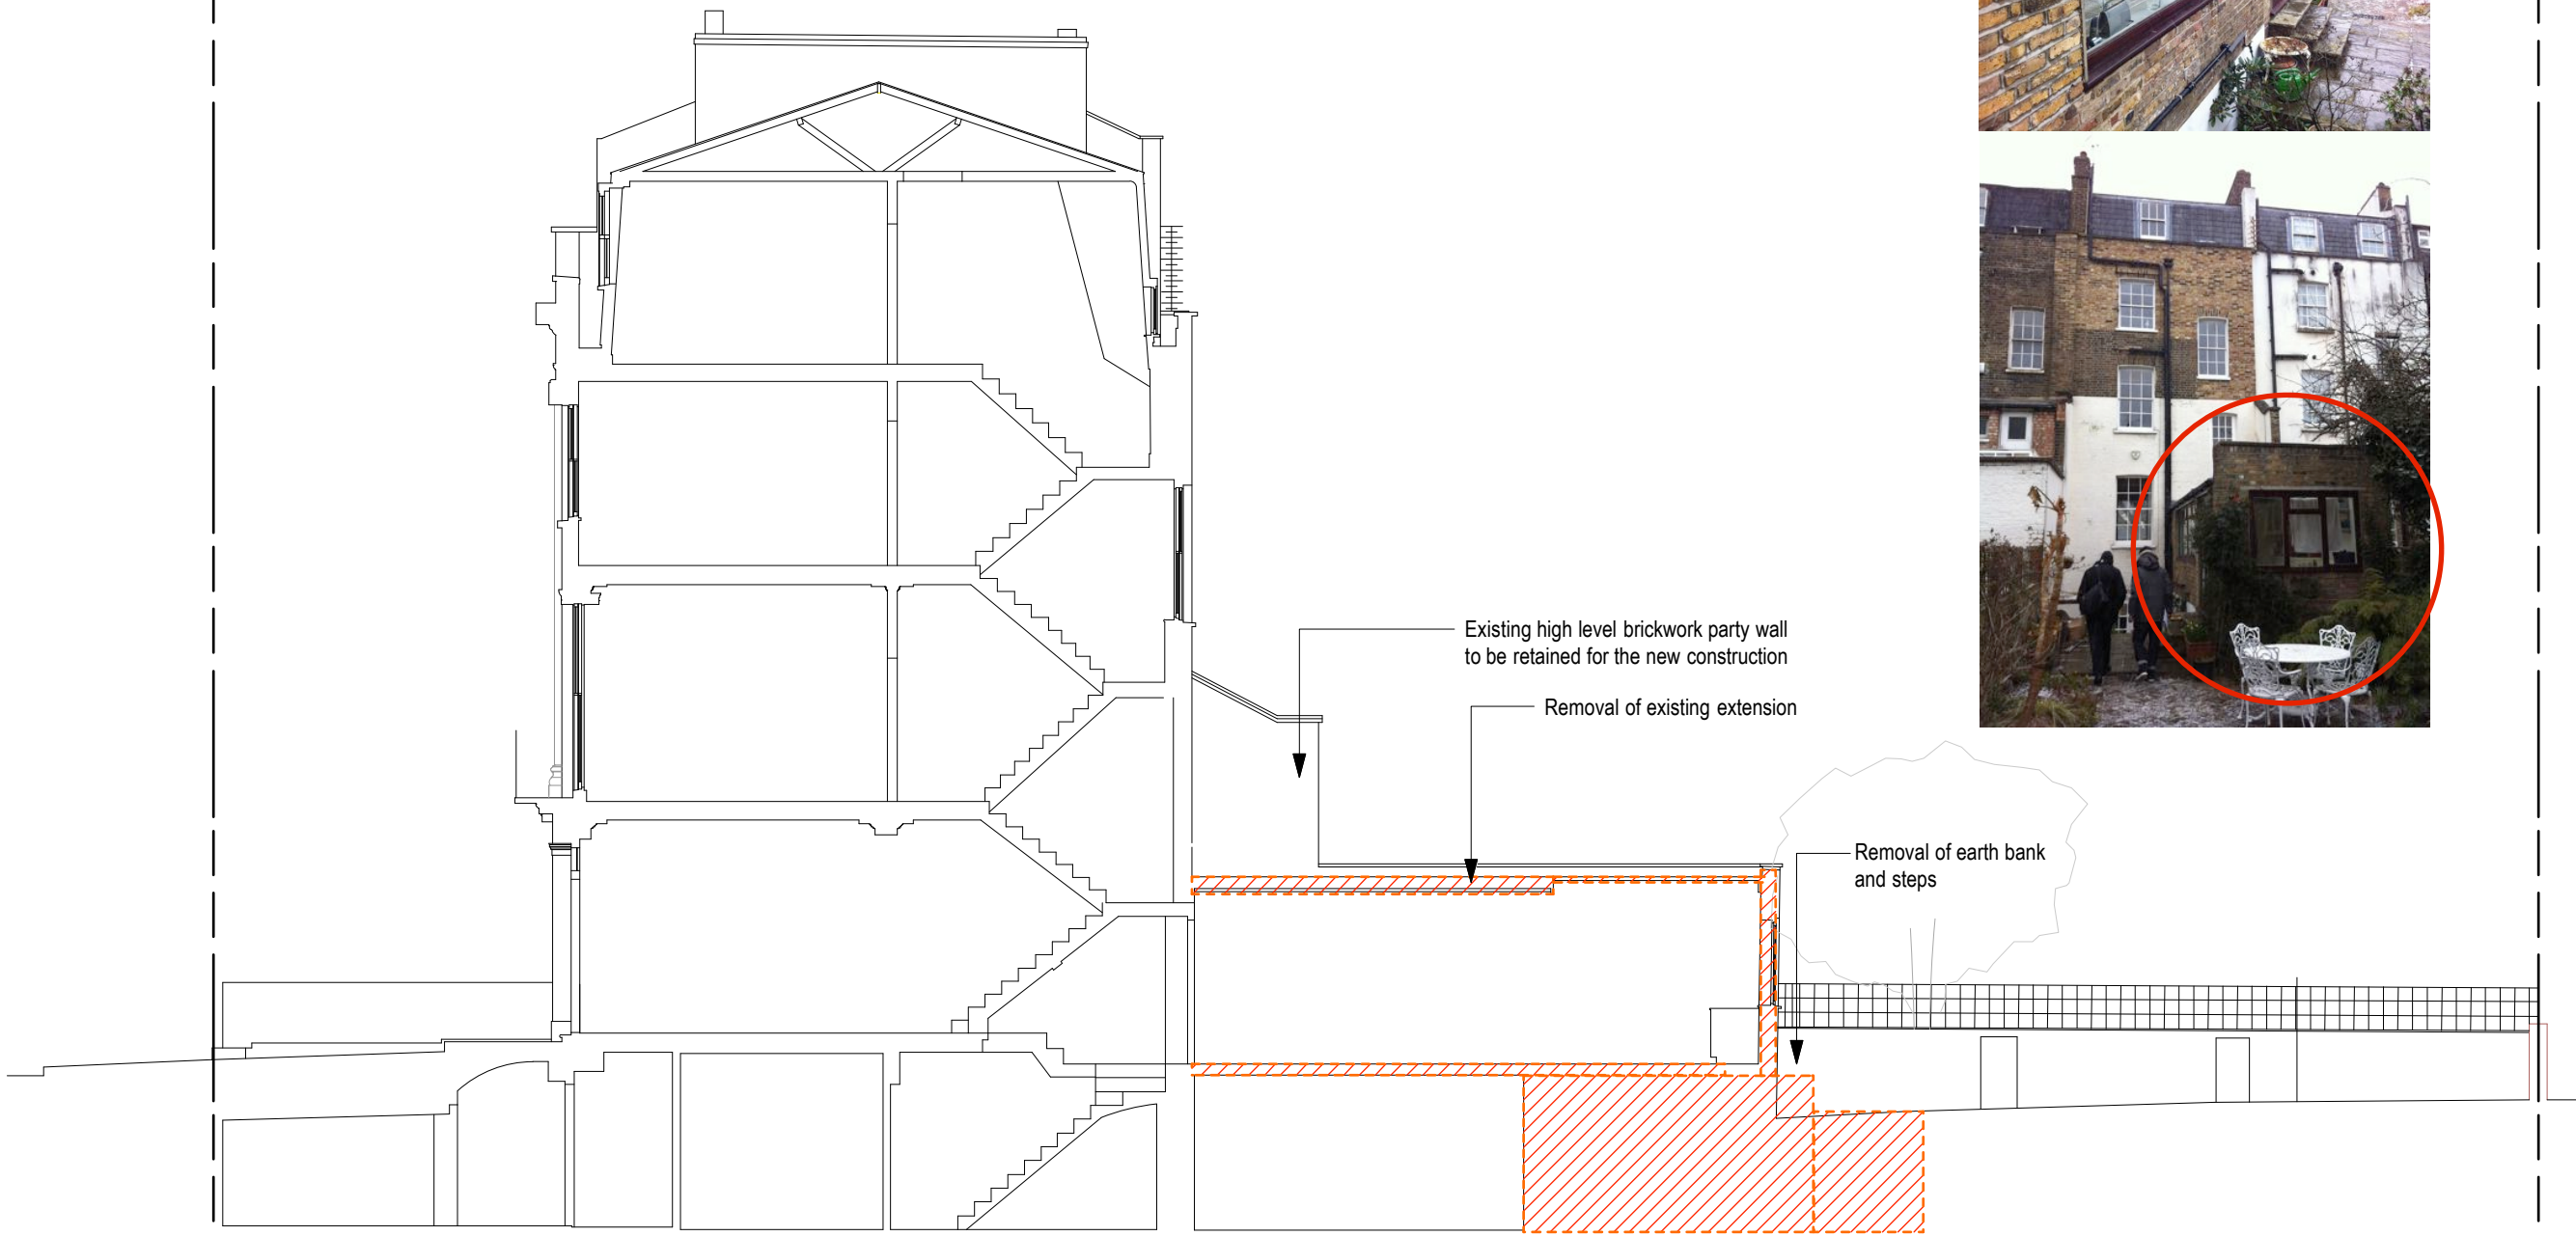 Existing high level brickwork party wall
to be retained for the new construction
Removal of existing extension
Removal of earth bank
and steps